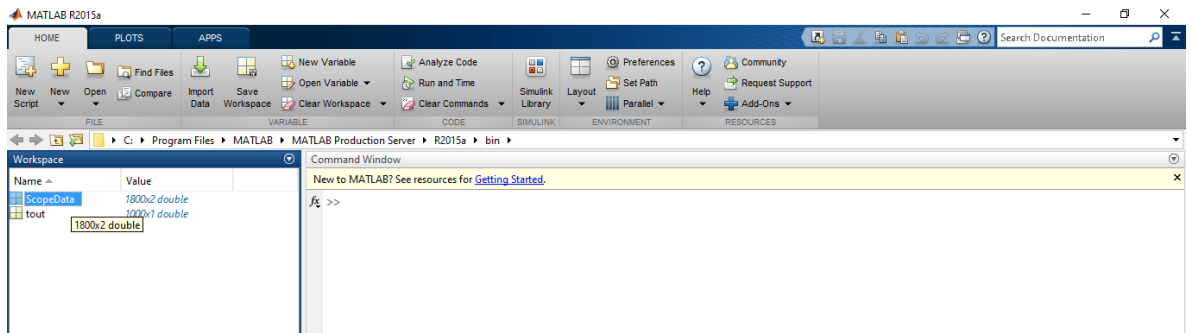 MATLAB R2015a
HOME PLOTS APPS
Search Documentation
New Script
New
Open
Find Files
Compare
Import Data
Save Workspace
New Variable
Open Variable
Clear Workspace
Analyze Code
Run and Time
Clear Commands
Simulink Library
Layout
Preferences
Set Path
Parallel
Help
Community
Request Support
Add-Ons
FILE VARIABLE CODE SIMULINK ENVIRONMENT RESOURCES
C: Program Files MATLAB MATLAB Production Server R2015a bin
Workspace
Name Value
ScopeData 1800x2 double
tout 1000x1 double
1800x2 double
Command Window
New to MATLAB? See resources for Getting Started.
fx >>